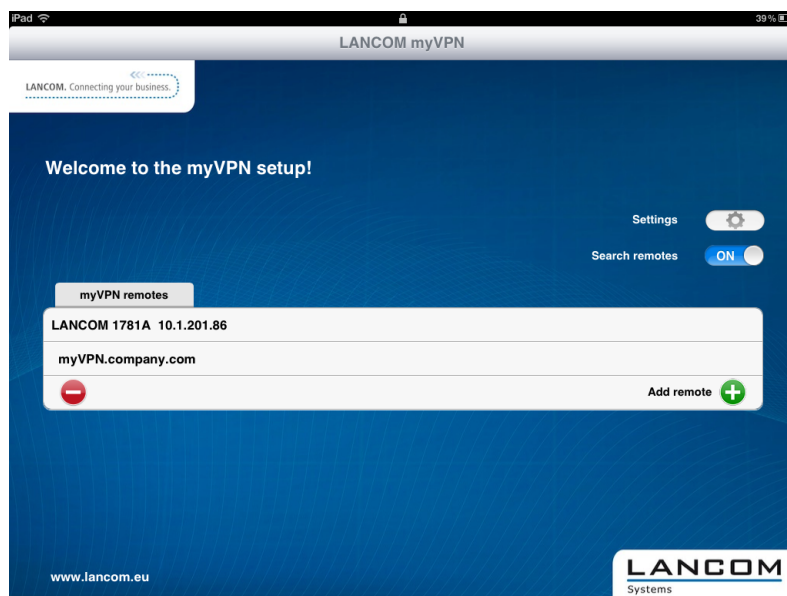 iPad
39%
LANCOM myVPN
LANCOM. Connecting your business.
Welcome to the myVPN setup!
Settings
Search remotes ON
myVPN remotes
LANCOM 1781A 10.1.201.86
myVPN.company.com
Add remote
www.lancom.eu
LANCOM
Systems